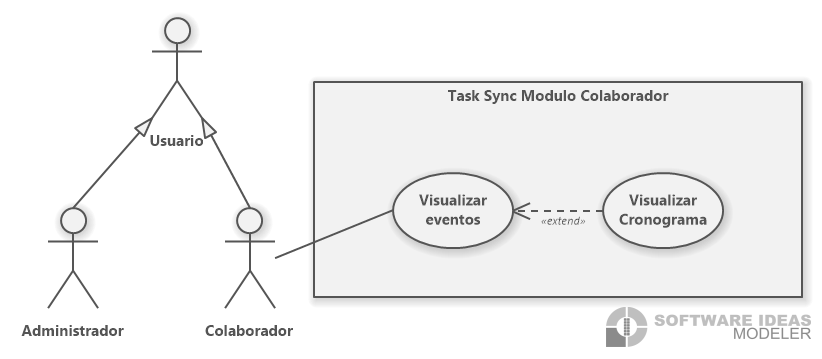 Task Sync Modulo Colaborador
Usuario
Visualizar
eventos
«extend»
Visualizar
Cronograma
Administrador
Colaborador
SOFTWARE IDEAS
MODELER